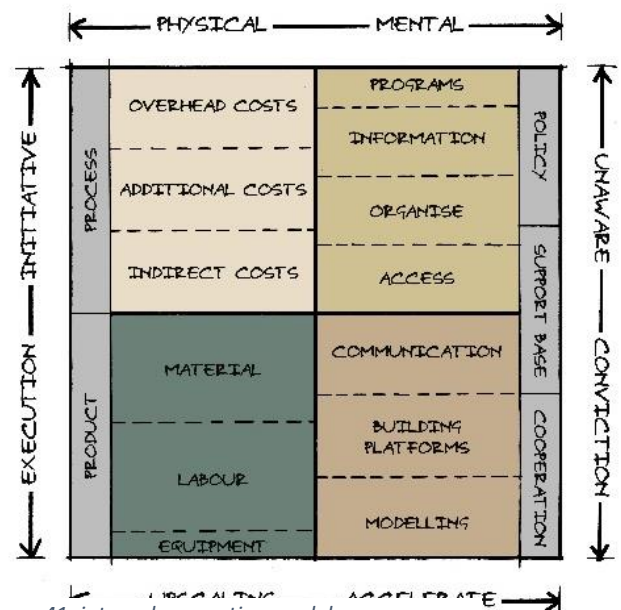 PHYSICAL MENTAL
EXECUTION INITIATIVE
PROCESS
OVERHEAD COSTS
ADDITIONAL COSTS
INDIRECT COSTS
PROGRAMS
INFORMATION
ORGANISE
ACCESS
POLICY
SUPPORT BASE
UNAWARE CONVICTION
PRODUCT
MATERIAL
LABOUR
EQUIPMENT
COMMUNICATION
BUILDING
PLATFORMS
MODELLING
COOPERATION
UPSCALING ACCELERATE